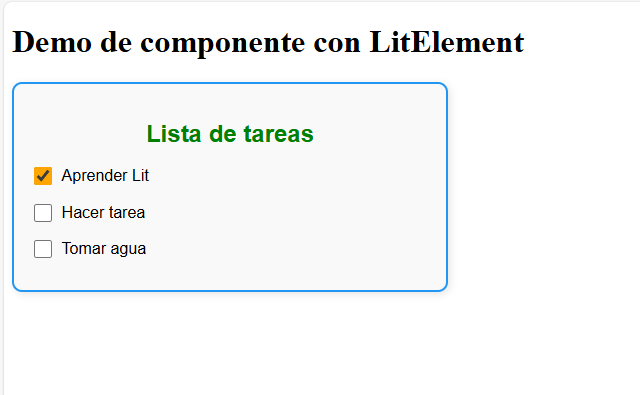 Demo de componente con LitElement
Lista de tareas
Aprender Lit
Hacer tarea
Tomar agua